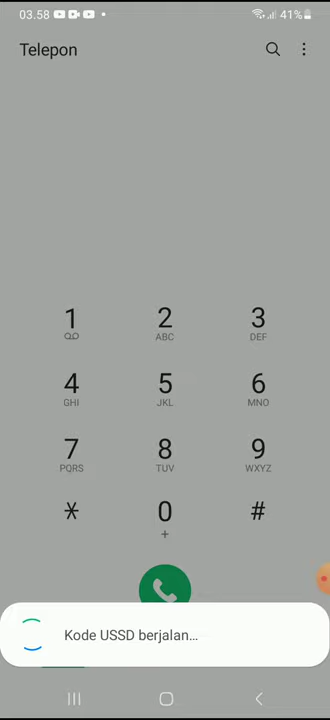 03.58 41%
Telepon
1 2 3
ABC DEF
4 5 6
GHI JKL MNO
7 8 9
PQRS TUV WXYZ
* 0 #
+
Kode USSD berjalan...